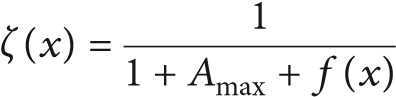 ζ(x) = 1 / (1 + A_max + f(x))